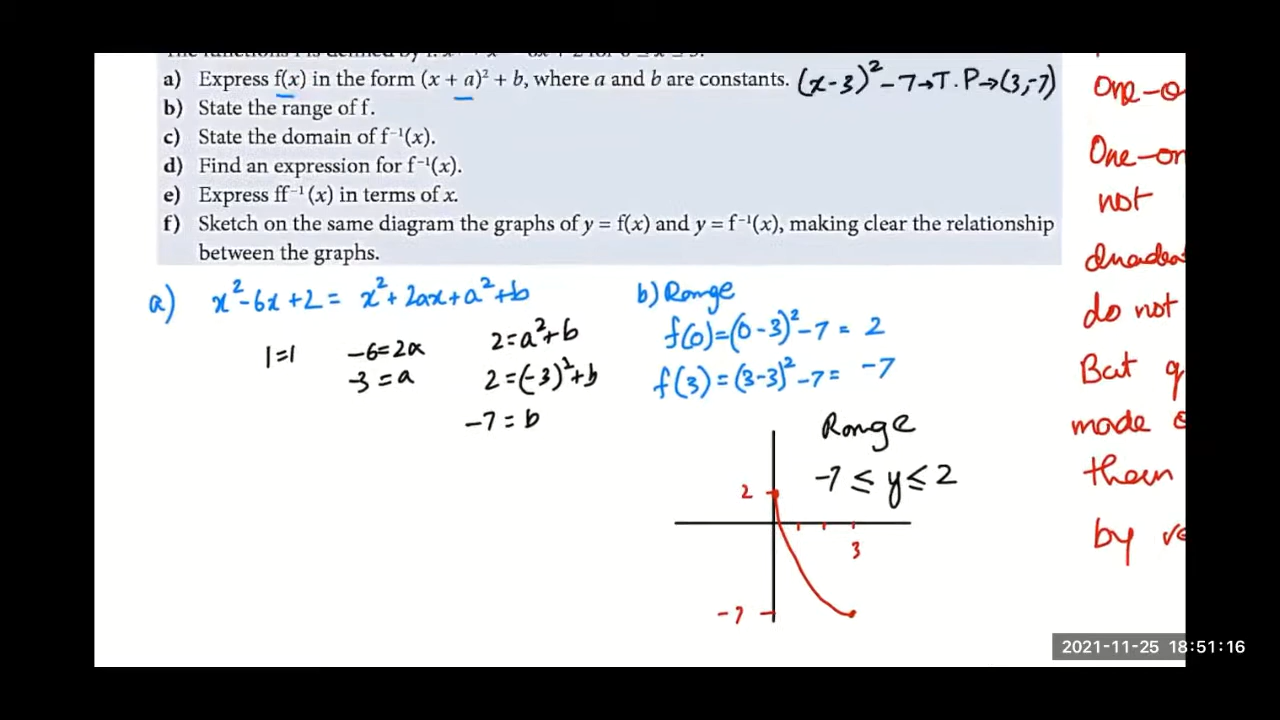 a) Express f(x) in the form (x + a)² + b, where a and b are constants. (x-3)² -7→T.P→(3,-7)
b) State the range of f.
c) State the domain of f⁻¹(x).
d) Find an expression for f⁻¹(x).
e) Express ff⁻¹(x) in terms of x.
f) Sketch on the same diagram the graphs of y = f(x) and y = f⁻¹(x), making clear the relationship
between the graphs.
a) x²-6x+2 = x²+2ax+a²+b
1=1
-6=2a
-3=a
2=a²+b
2=(-3)²+b
-7=b
b) Range
f(0)=(0-3)²-7= 2
f(3)=(3-3)²-7= -7
Range
-7 ≤ y ≤ 2
2
3
-7
One-o
One-on
not
do not
But q
made o
them
by re
2021-11-25 18:51:16